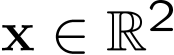 𝐱 ∈ ℝ²